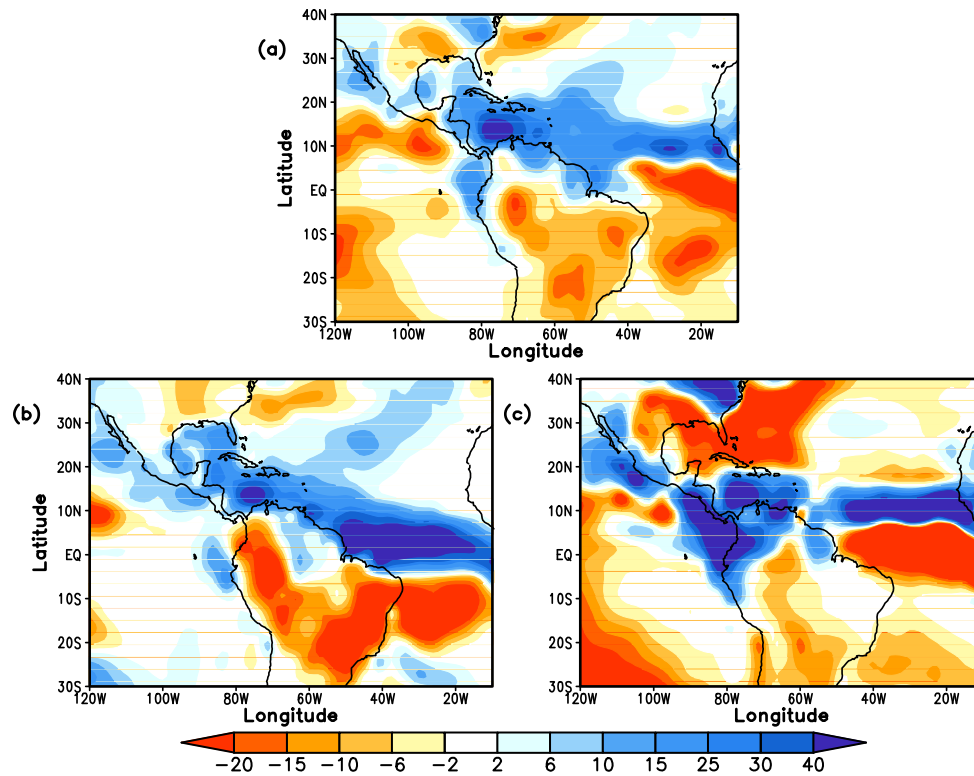 (a)
Latitude
40N
30N
20N
10N
EQ
10S
20S
30S
120W 100W 80W 60W 40W 20W
Longitude
(b)
Latitude
40N
30N
20N
10N
EQ
10S
20S
30S
120W 100W 80W 60W 40W 20W
Longitude
(c)
40N
30N
20N
10N
EQ
10S
20S
30S
120W 100W 80W 60W 40W 20W
Longitude
-20 -15 -10 -6 -2 2 6 10 15 25 30 40